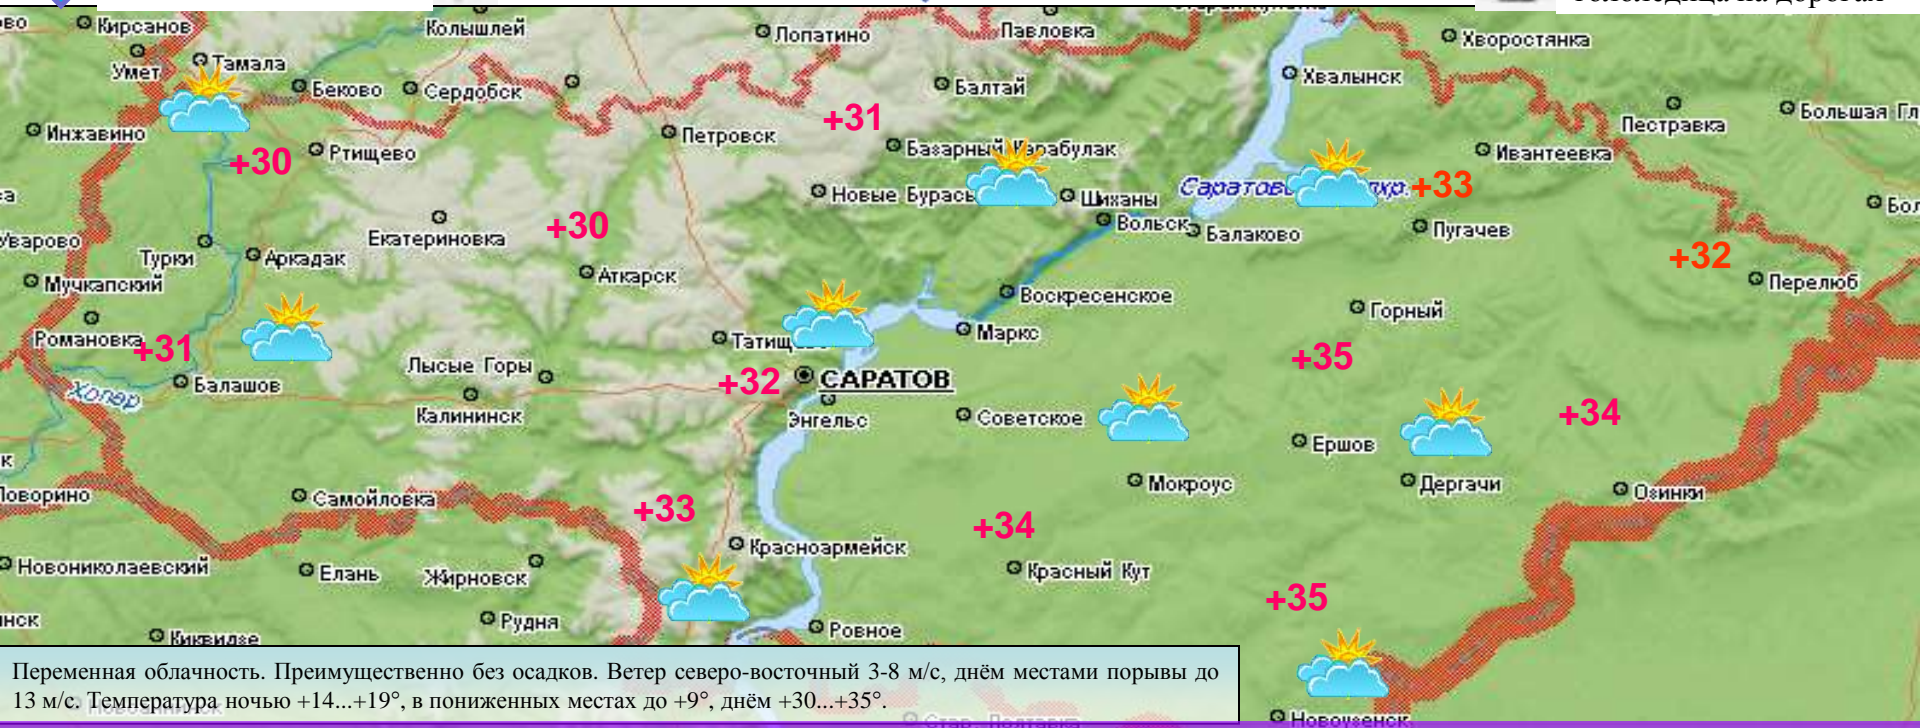 Гололедица на дорогах
Кирсанов
Колышлей
Лопатино
Павловка
Хворостянка
Умет
Тамала
Беково
Сердобск
Балтай
Хвалынск
Пестравка
Большая Гл
Инжавино
+30
Ртищево
Петровск
+31
Базарный Карабулак
Ивантеевка
Новые Бурасы
Шиханы
+33
Уварово
Турки
Аркадак
Екатериновка
+30
Аткарск
Вольск
Балаково
Пугачев
+32
Перелюб
Мучкапский
Воскресенское
Горный
Романовка
+31
Балашов
Хопер
Лысые Горы
Калининск
Маркс
+32
САРАТОВ
Энгельс
Советское
+35
+34
Ершов
Поворино
Самойловка
+33
Мокроус
Дергачи
Озинки
Новониколаевский
Елань
Жирновск
Красноармейск
+34
Красный Кут
+35
Рудня
Киквидзе
Ровное
Новоузенск
Переменная облачность. Преимущественно без осадков. Ветер северо-восточный 3-8 м/с, днём местами порывы до
13 м/с. Температура ночью +14...+19°, в пониженных местах до +9°, днём +30...+35°.